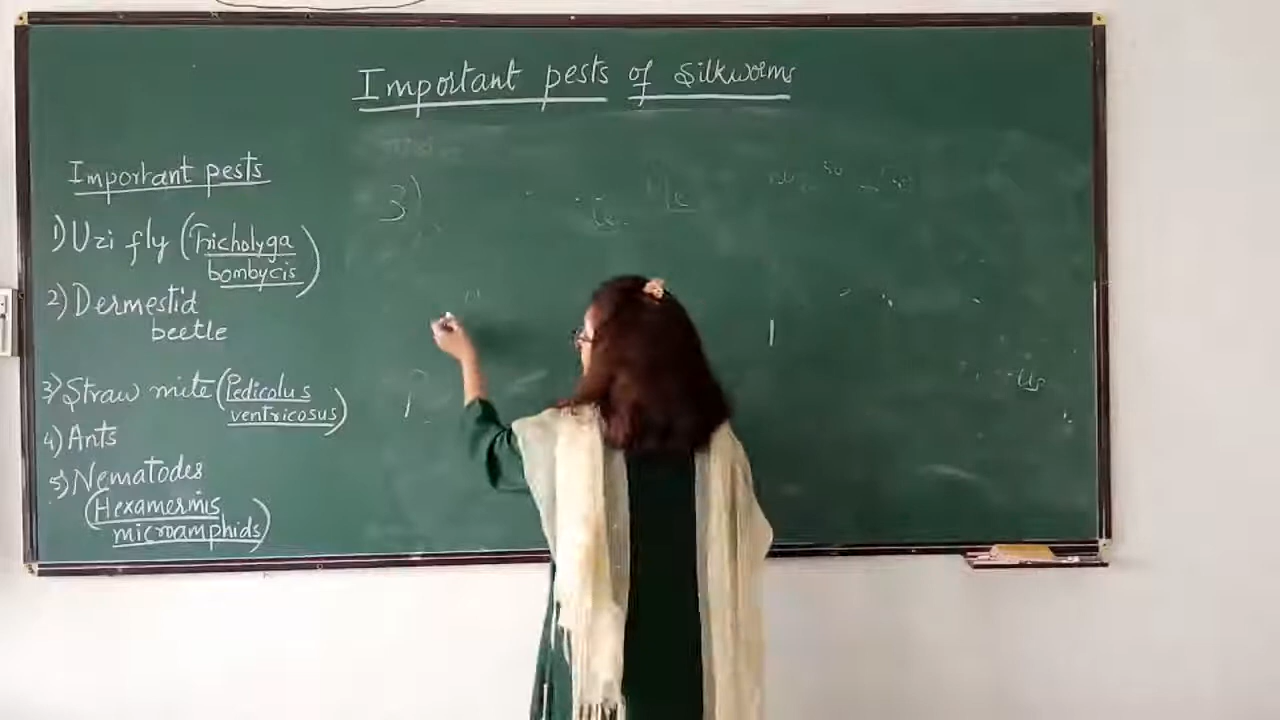 Important pests of Silkworms
Important pests
1) Uzi fly (Tricholyga
bombycis)
2) Dermestid
beetle
3) Straw mite (Pedicolus
ventricosus)
4) Ants
5) Nematodes
(Hexamermis
microamphids)
3)